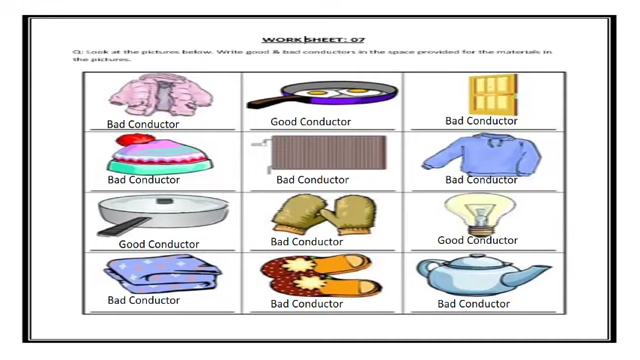 WORKSHEET: 07
Q: Look at the pictures below. Write good & bad conductors in the space provided for the materials in
the pictures.
Bad Conductor
Good Conductor
Bad Conductor
Bad Conductor
Bad Conductor
Bad Conductor
Good Conductor
Bad Conductor
Good Conductor
Bad Conductor
Bad Conductor
Bad Conductor